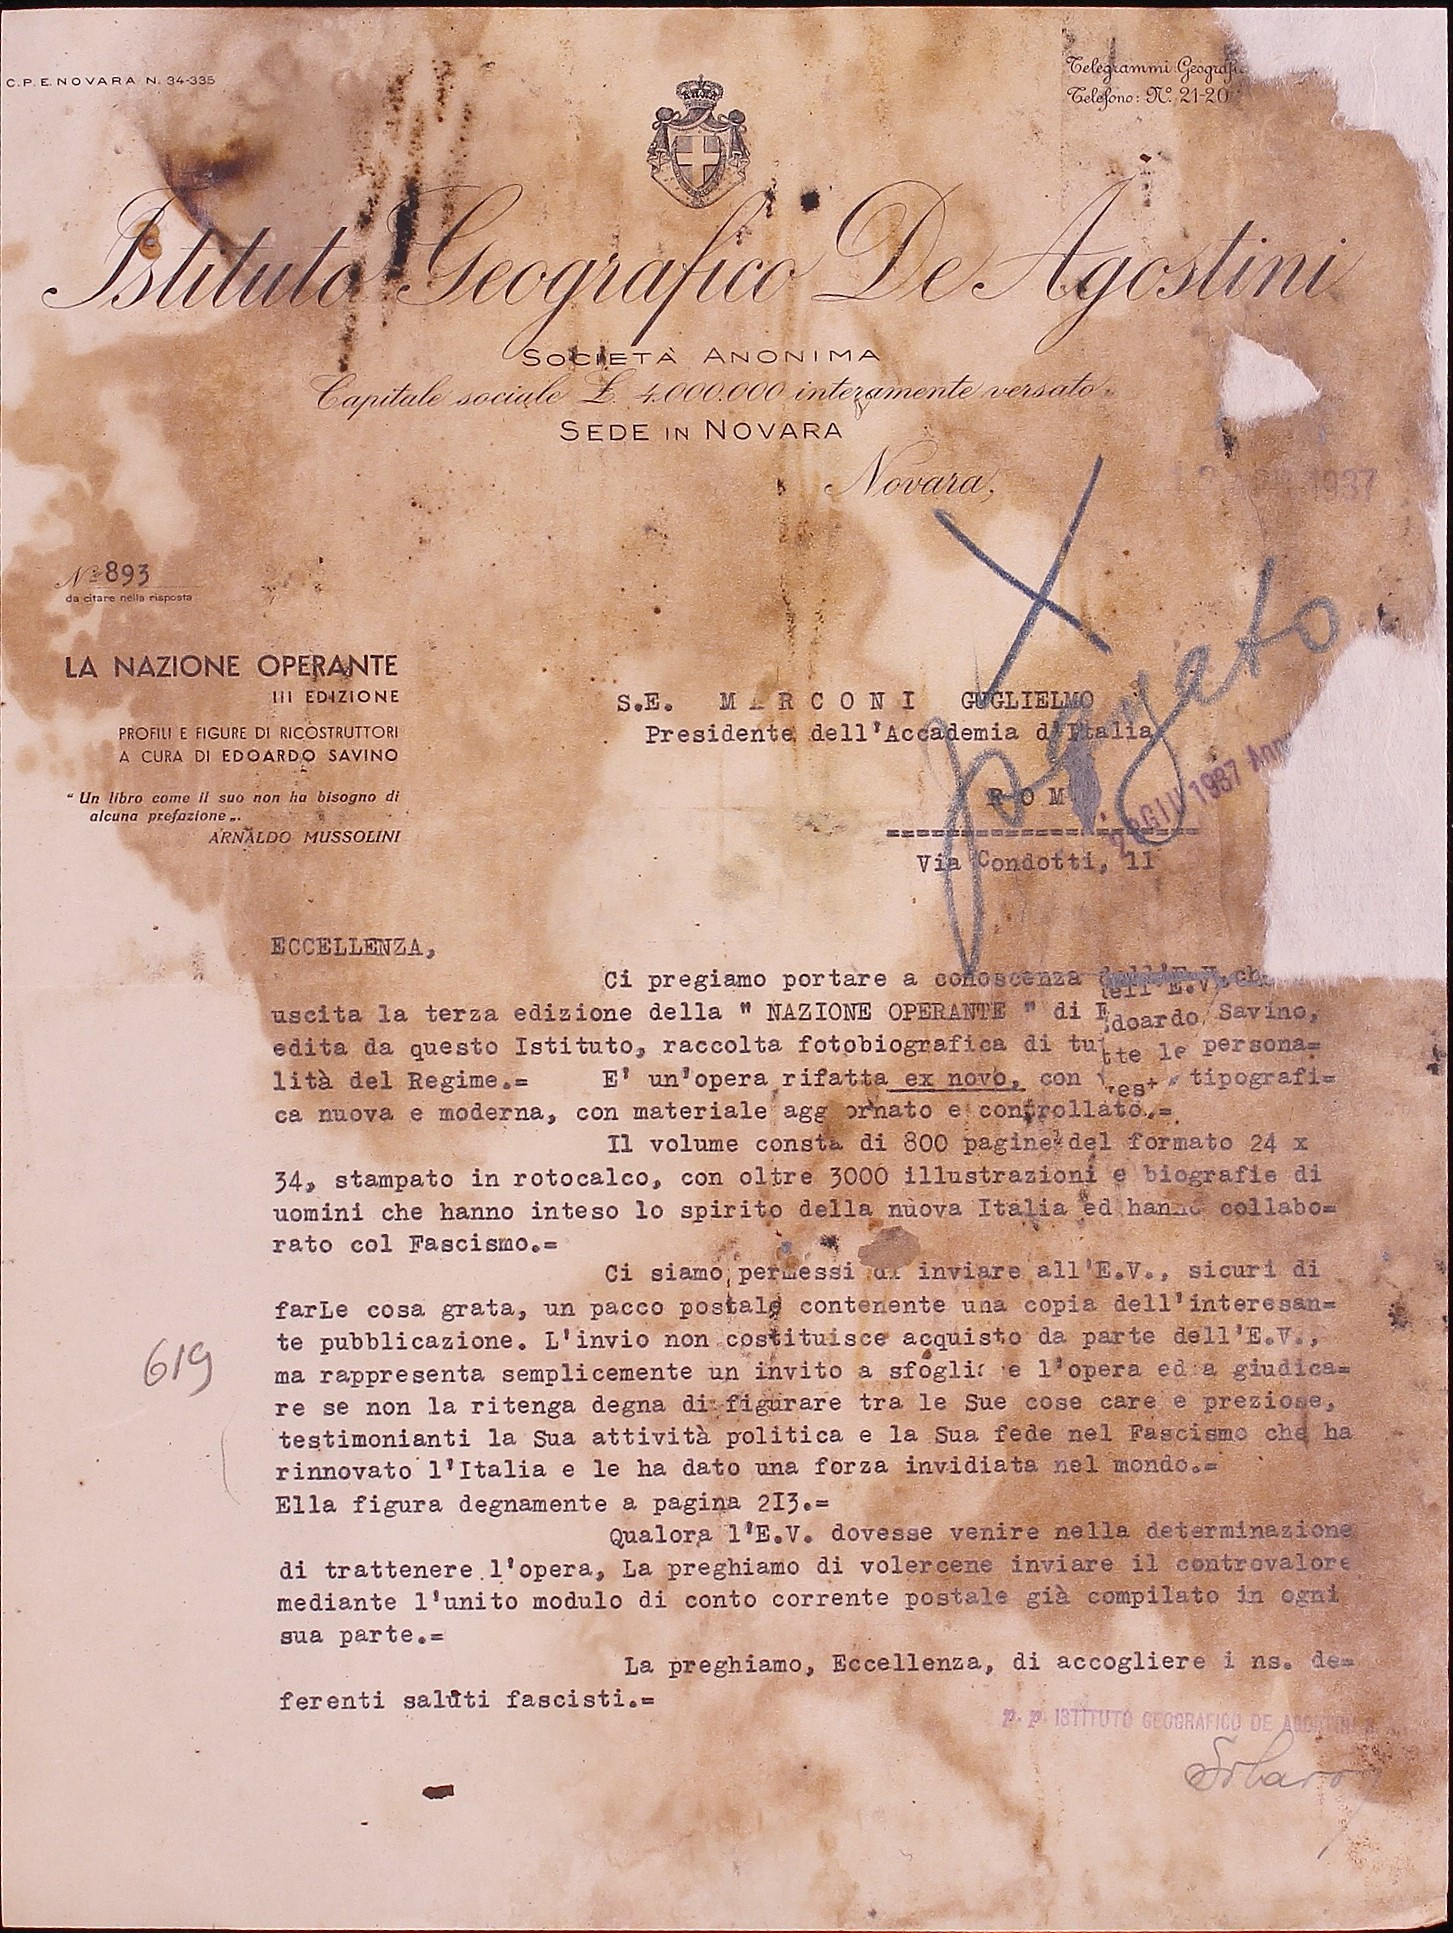 C.P.E. NOVARA N. 34-335
Telegrammi: Geografi
Telefono: N.º 21-20
Istituto Geografico De Agostini
SOCIETÀ ANONIMA
Capitale sociale £. 4.000.000 interamente versato
SEDE IN NOVARA
Novara,
1937
Nº 893
da citare nella risposta
LA NAZIONE OPERANTE
III EDIZIONE
PROFILI E FIGURE DI RICOSTRUTTORI
A CURA DI EDOARDO SAVINO
“ Un libro come il suo non ha bisogno di
alcuna prefazione „.
ARNALDO MUSSOLINI
pagato
S.E. MARCONI GUGLIELMO
Presidente dell'Accademia d'Italia
ROM
GIU 1937 Ann
Via Condotti, 11
ECCELLENZA,
Ci pregiamo portare a conoscenza dell'E.V. ch
uscita la terza edizione della " NAZIONE OPERANTE " di Edoardo Savino,
edita da questo Istituto, raccolta fotobiografica di tutte le persona=
lità del Regime.= E' un'opera rifatta ex novo, con tipografi=
ca nuova e moderna, con materiale aggiornato e controllato.=
Il volume consta di 800 pagine del formato 24 x
34, stampato in rotocalco, con oltre 3000 illustrazioni e biografie di
uomini che hanno inteso lo spirito della nuova Italia ed hanno collabo=
rato col Fascismo.=
Ci siamo permessi di inviare all'E.V., sicuri di
farLe cosa grata, un pacco postale contenente una copia dell'interesan=
te pubblicazione. L'invio non costituisce acquisto da parte dell'E.V.,
ma rappresenta semplicemente un invito a sfogliare l'opera ed a giudica=
re se non la ritenga degna di figurare tra le Sue cose care e preziose,
testimonianti la Sua attività politica e la Sua fede nel Fascismo che ha
rinnovato l'Italia e le ha dato una forza invidiata nel mondo.=
Ella figura degnamente a pagina 213.=
619
Qualora l'E.V. dovesse venire nella determinazione
di trattenere l'opera, La preghiamo di volercene inviare il controvalore
mediante l'unito modulo di conto corrente postale già compilato in ogni
sua parte.=
La preghiamo, Eccellenza, di accogliere i ns. de=
ferenti saluti fascisti.=
p. p. ISTITUTO GEOGRAFICO DE AGOSTINI